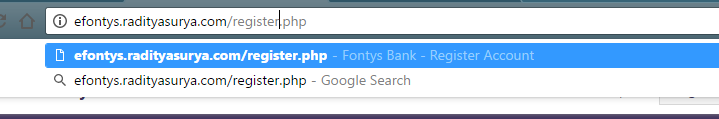 efontys.radityasurya.com/register.php
efontys.radityasurya.com/register.php - Fontys Bank - Register Account
efontys.radityasurya.com/register.php - Google Search